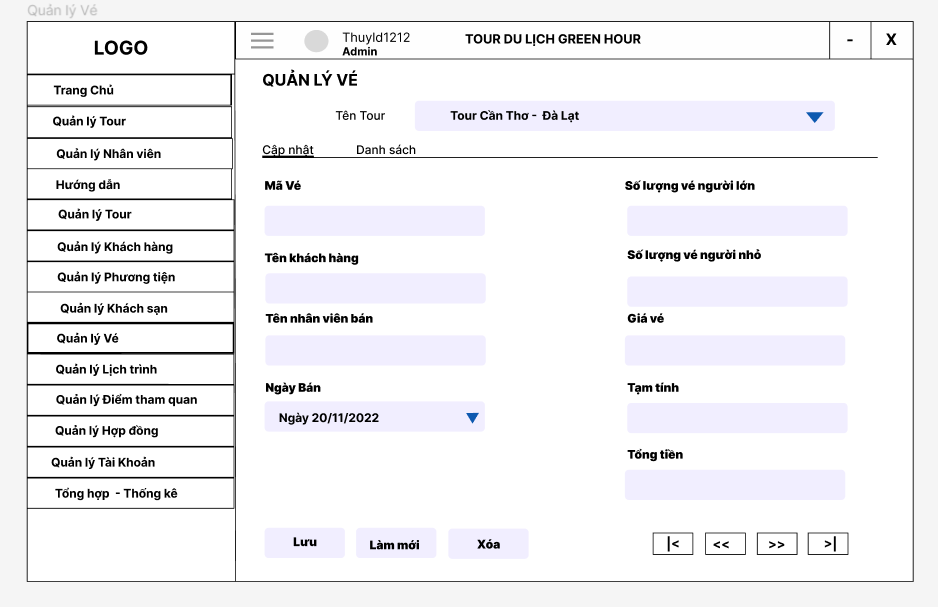 Quản lý Vé
LOGO
Thuyld1212
Admin
TOUR DU LỊCH GREEN HOUR
-
X
Trang Chủ
Quản lý Tour
Quản lý Nhân viên
Hướng dẫn
Quản lý Tour
Quản lý Khách hàng
Quản lý Phương tiện
Quản lý Khách sạn
Quản lý Vé
Quản lý Lịch trình
Quản lý Điểm tham quan
Quản lý Hợp đồng
Quản lý Tài Khoản
Tổng hợp - Thống kê
QUẢN LÝ VÉ
Tên Tour
Tour Cần Thơ - Đà Lạt
Cập nhật
Danh sách
Mã Vé
Tên khách hàng
Tên nhân viên bán
Ngày Bán
Ngày 20/11/2022
Số lượng vé người lớn
Số lượng vé người nhỏ
Giá vé
Tạm tính
Tổng tiền
Lưu
Làm mới
Xóa
|<
<<
>>
>|